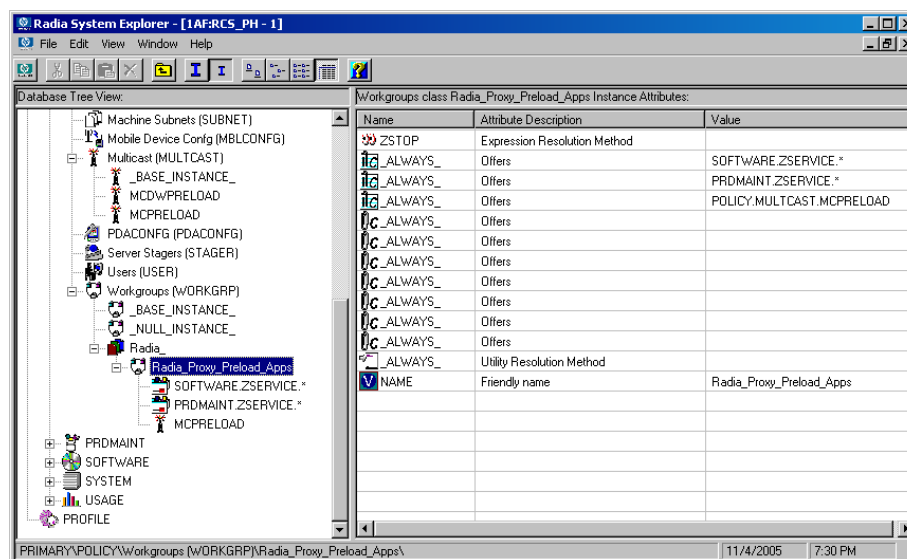 Radia System Explorer - [1AF:RCS_PH - 1]
File Edit View Window Help
Database Tree View:
Workgroups class Radia_Proxy_Preload_Apps Instance Attributes:
Machine Subnets (SUBNET)
Mobile Device Confg (MBLCONFG)
Multicast (MULTCAST)
_BASE_INSTANCE_
MCDWPRELOAD
MCPRELOAD
PDACONFG (PDACONFG)
Server Stagers (STAGER)
Users (USER)
Workgroups (WORKGRP)
_BASE_INSTANCE_
_NULL_INSTANCE_
Radia_
Radia_Proxy_Preload_Apps
SOFTWARE.ZSERVICE.*
PRDMAINT.ZSERVICE.*
MCPRELOAD
PRDMAINT
SOFTWARE
SYSTEM
USAGE
PROFILE
Name Attribute Description Value
ZSTOP Expression Resolution Method
_ALWAYS_ Offers SOFTWARE.ZSERVICE.*
_ALWAYS_ Offers PRDMAINT.ZSERVICE.*
_ALWAYS_ Offers POLICY.MULTCAST.MCPRELOAD
_ALWAYS_ Offers
_ALWAYS_ Offers
_ALWAYS_ Offers
_ALWAYS_ Offers
_ALWAYS_ Offers
_ALWAYS_ Offers
_ALWAYS_ Offers
_ALWAYS_ Utility Resolution Method
NAME Friendly name Radia_Proxy_Preload_Apps
PRIMARY\POLICY\Workgroups (WORKGRP)\Radia_Proxy_Preload_Apps\ 11/4/2005 7:30 PM